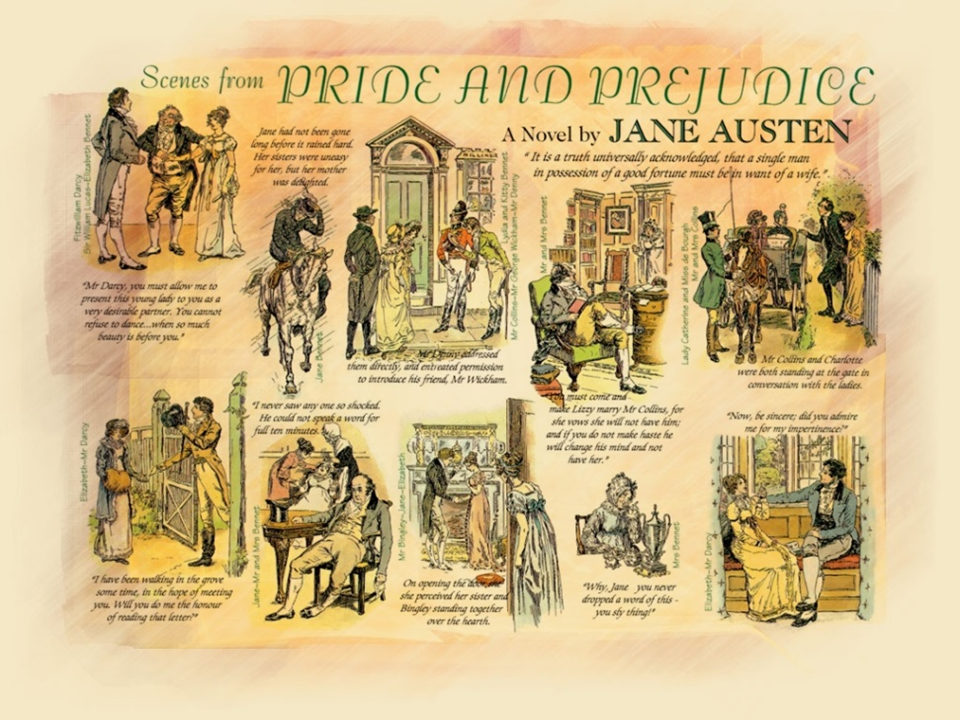 Scenes from PRIDE AND PREJUDICE
A Novel by JANE AUSTEN
" It is a truth universally acknowledged, that a single man
in possession of a good fortune must be in want of a wife."
Fitzwilliam Darcy
Sir William Lucas–Elizabeth Bennet
"Mr Darcy, you must allow me to
present this young lady to you as a
very desirable partner. You cannot
refuse to dance...when so much
beauty is before you."
Jane had not been gone
long before it rained hard.
Her sisters were uneasy
for her, but her mother
was delighted.
Jane Bennet
Lydia and Kitty Bennet
Mr Collins–Mr George Wickham–Mr Denny
Mr Denny addressed
them directly, and entreated permission
to introduce his friend, Mr Wickham.
Mr and Mrs Bennet
"You must come and
make Lizzy marry Mr Collins, for
she vows she will not have him;
and if you do not make haste he
will change his mind and not
have her."
Lady Catherine and Miss de Bourgh
Mr and Mrs Collins
Mr Collins and Charlotte
were both standing at the gate in
conversation with the ladies.
Elizabeth–Mr Darcy
"I have been walking in the grove
some time, in the hope of meeting
you. Will you do me the honour
of reading that letter?"
"I never saw any one so shocked.
He could not speak a word for
full ten minutes."
Jane–Mr and Mrs Bennet
Mr Bingley–Jane–Elizabeth
On opening the door, she
perceived her sister and
Bingley standing together
over the hearth.
Mrs Bennet
"Why, Jane you never
dropped a word of this -
you sly thing!"
"Now, be sincere; did you admire
me for my impertinence?"
Elizabeth–Mr Darcy